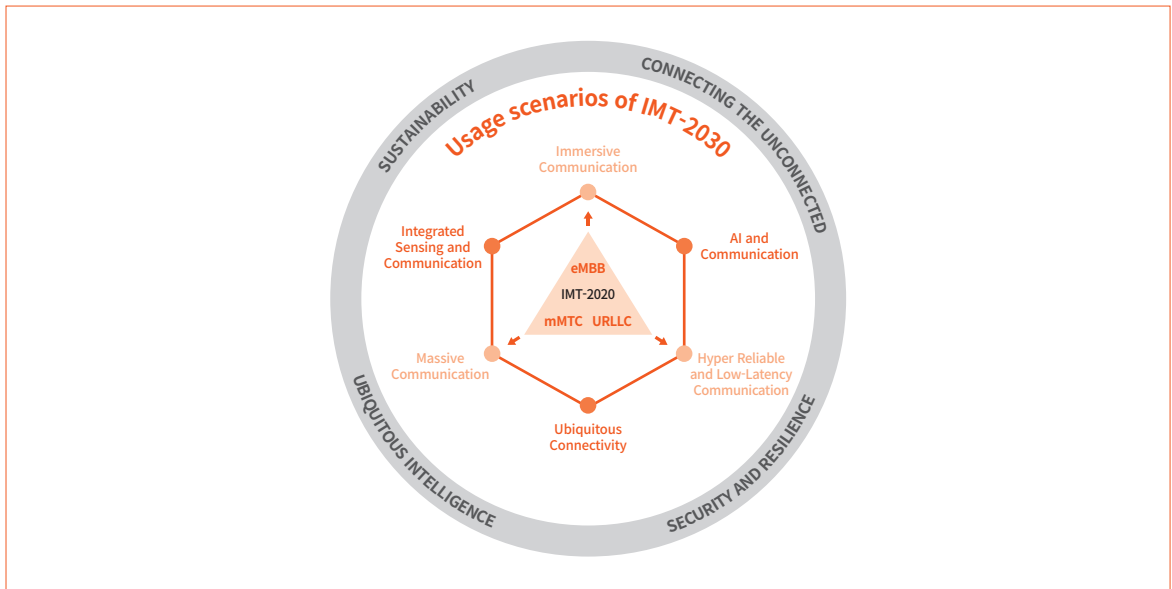 SUSTAINABILITY
CONNECTING THE UNCONNECTED
Usage scenarios of IMT-2030
Immersive
Communication
Integrated
Sensing and
Communication
AI and
Communication
eMBB
IMT-2020
mMTC URLLC
Massive
Communication
Hyper Reliable
and Low-Latency
Communication
Ubiquitous
Connectivity
UBIQUITOUS INTELLIGENCE
SECURITY AND RESILIENCE